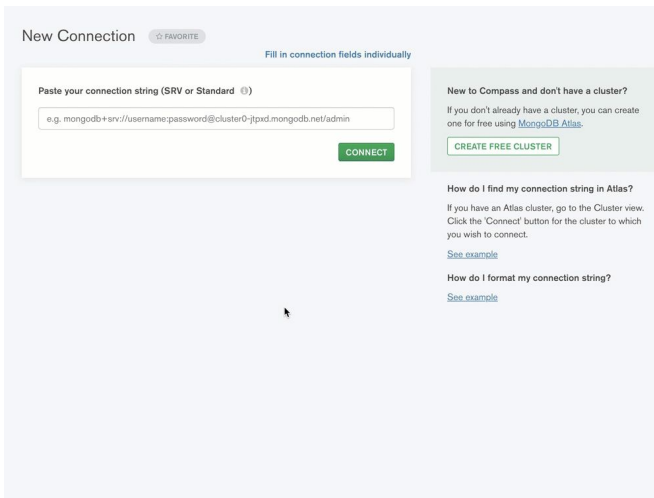 New Connection
☆ FAVORITE
Fill in connection fields individually
Paste your connection string (SRV or Standard ⓘ)
e.g. mongodb+srv://username:password@cluster0-jtpxd.mongodb.net/admin
CONNECT
New to Compass and don't have a cluster?
If you don't already have a cluster, you can create
one for free using MongoDB Atlas.
CREATE FREE CLUSTER
How do I find my connection string in Atlas?
If you have an Atlas cluster, go to the Cluster view.
Click the 'Connect' button for the cluster to which
you wish to connect.
See example
How do I format my connection string?
See example